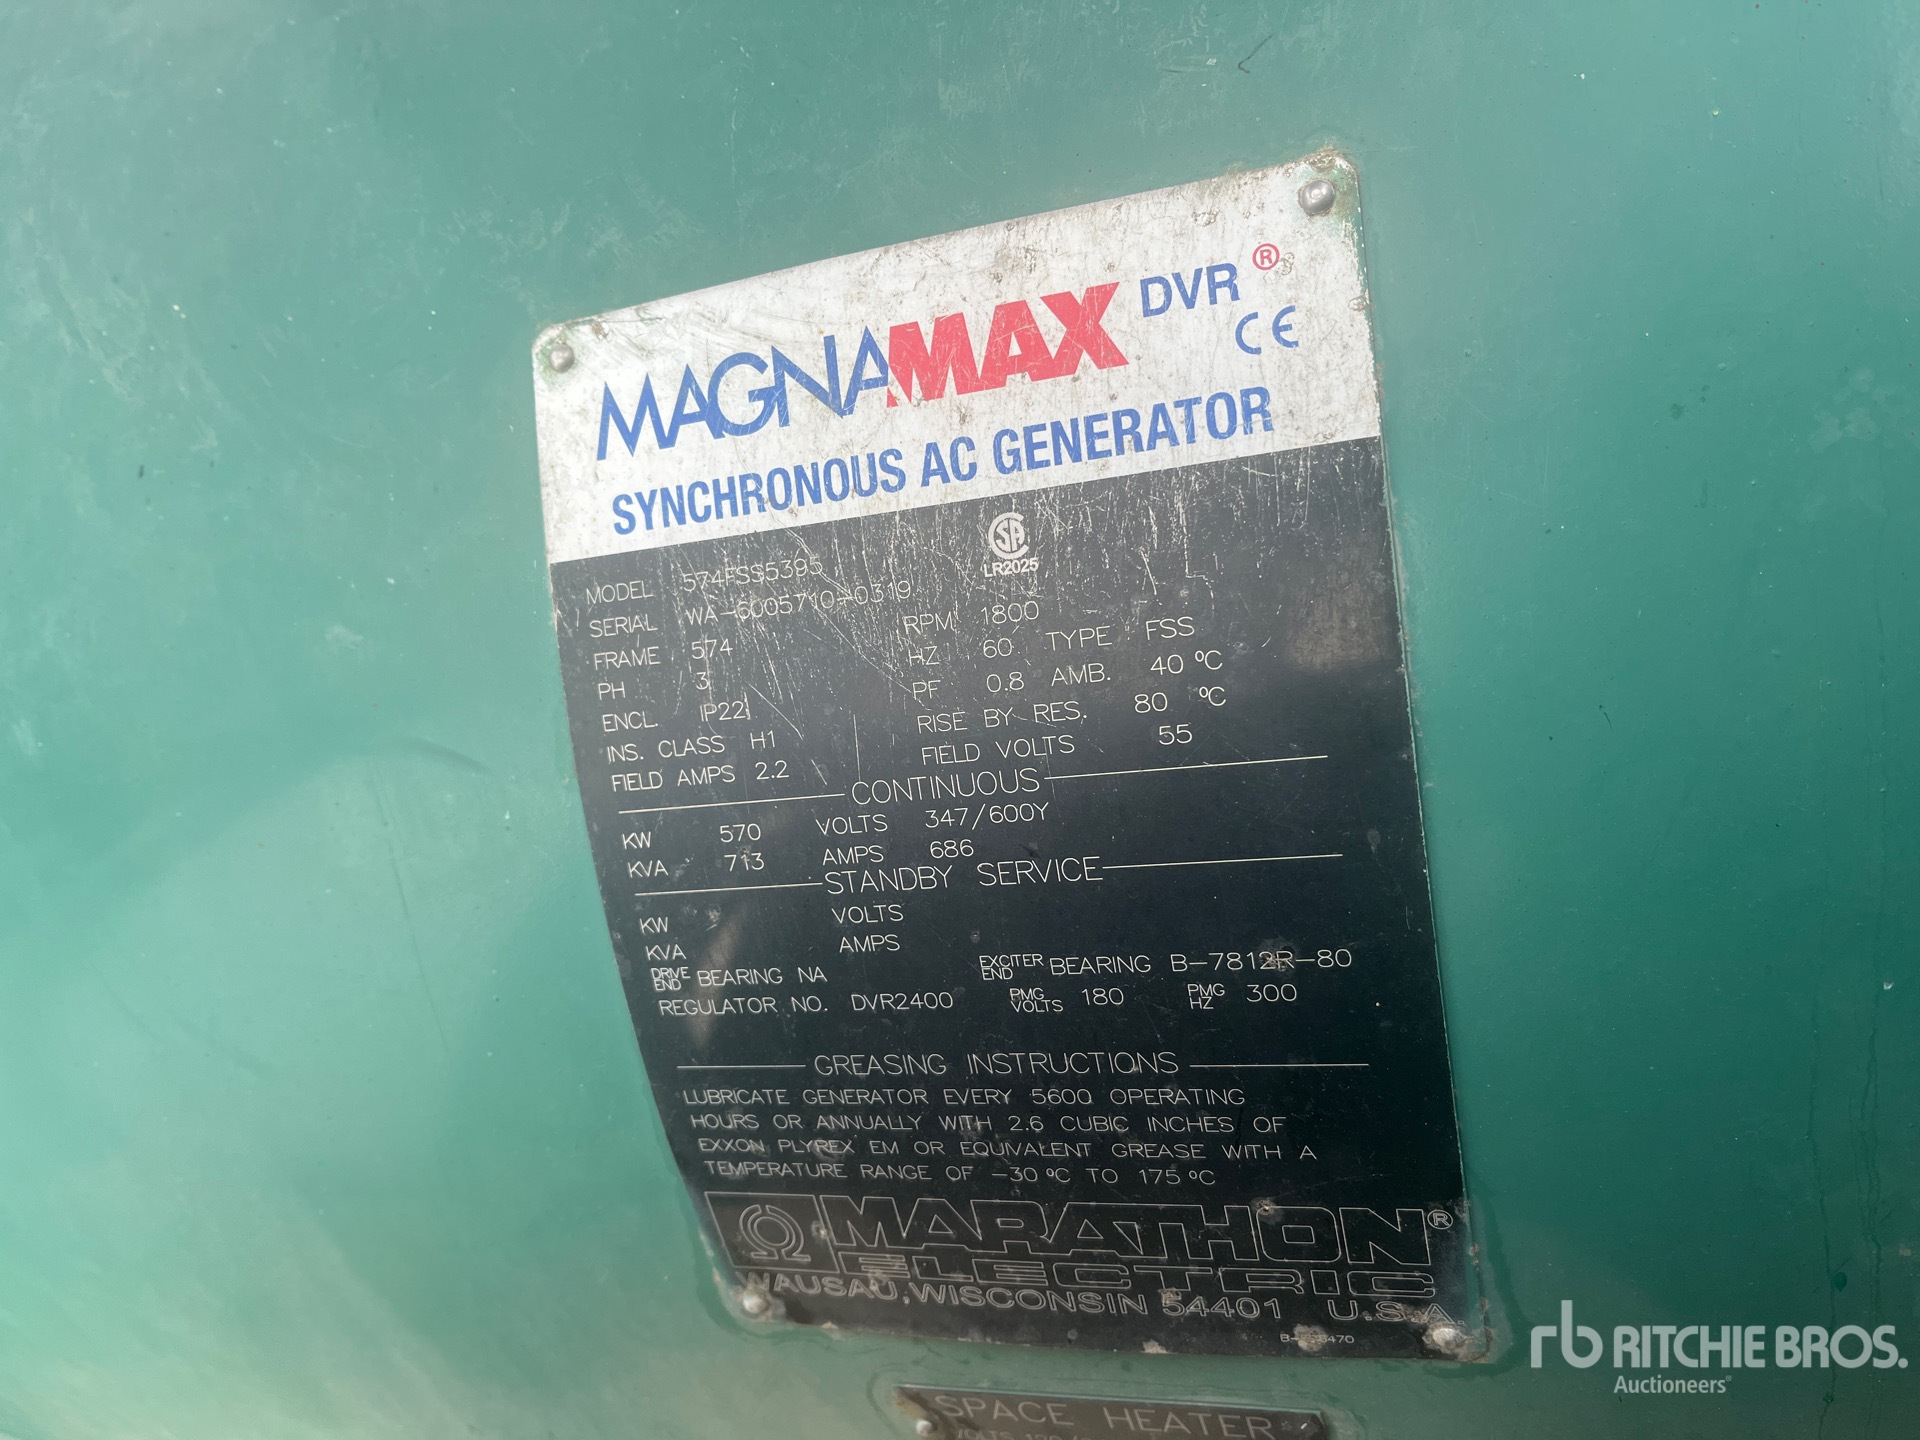 MAGNAMAX DVR ®
CE
SYNCHRONOUS AC GENERATOR
CSA
LR2025
MODEL 574FSS5395
SERIAL WA-6005710-0319 RPM 1800
FRAME 574 HZ 60 TYPE FSS
PH 3 PF 0.8 AMB. 40 °C
ENCL. IP22 RISE BY RES. 80 °C
INS. CLASS H1 FIELD VOLTS 55
FIELD AMPS 2.2
CONTINUOUS
KW 570 VOLTS 347/600Y
KVA 713 AMPS 686
STANDBY SERVICE
KW VOLTS
KVA AMPS
DRIVE END BEARING NA EXCITER END BEARING B-7812R-80
REGULATOR NO. DVR2400 PMG VOLTS 180 PMG HZ 300
GREASING INSTRUCTIONS
LUBRICATE GENERATOR EVERY 5600 OPERATING
HOURS OR ANNUALLY WITH 2.6 CUBIC INCHES OF
EXXON PLYREX EM OR EQUIVALENT GREASE WITH A
TEMPERATURE RANGE OF -30 °C TO 175 °C
MARATHON ®
ELECTRIC
WAUSAU, WISCONSIN 54401 U.S.A.
SPACE HEATER
VOLTS
rb RITCHIE BROS.
Auctioneers